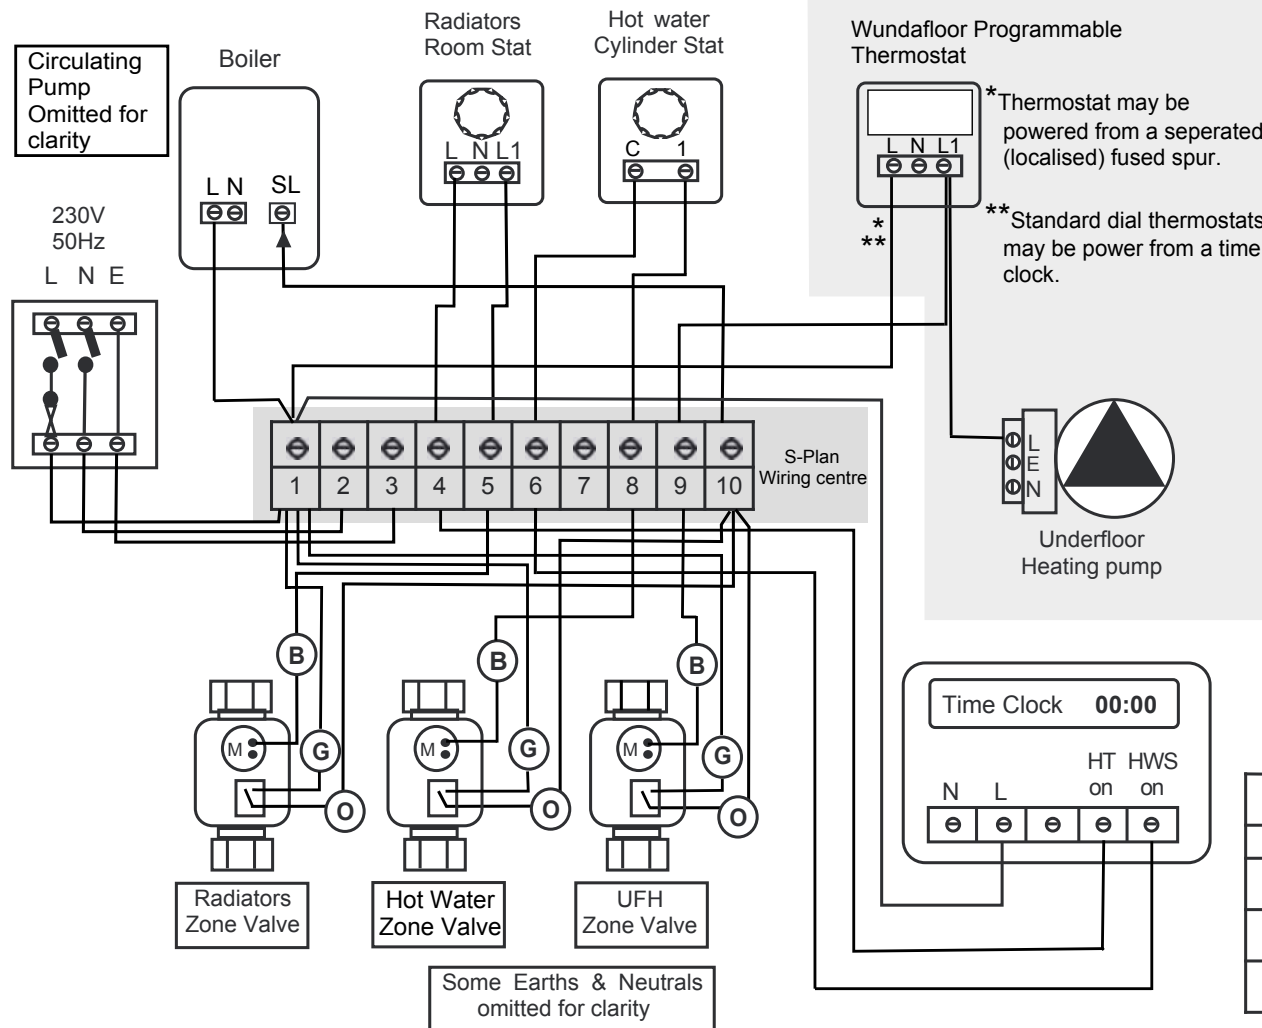 Circulating
Pump
Omitted for
clarity
Boiler
L N SL
Radiators
Room Stat
L N L1
Hot water
Cylinder Stat
C 1
Wundafloor Programmable
Thermostat
L N L1
*
**
*Thermostat may be
powered from a seperated
(localised) fused spur.
**Standard dial thermostats
may be power from a time
clock.
230V
50Hz
L N E
1 2 3 4 5 6 7 8 9 10
S-Plan
Wiring centre
L
E
N
Underfloor
Heating pump
B
M
G
O
Radiators
Zone Valve
B
M
G
O
Hot Water
Zone Valve
B
M
G
O
UFH
Zone Valve
Time Clock 00:00
HT HWS
N L on on
Some Earths & Neutrals
omitted for clarity